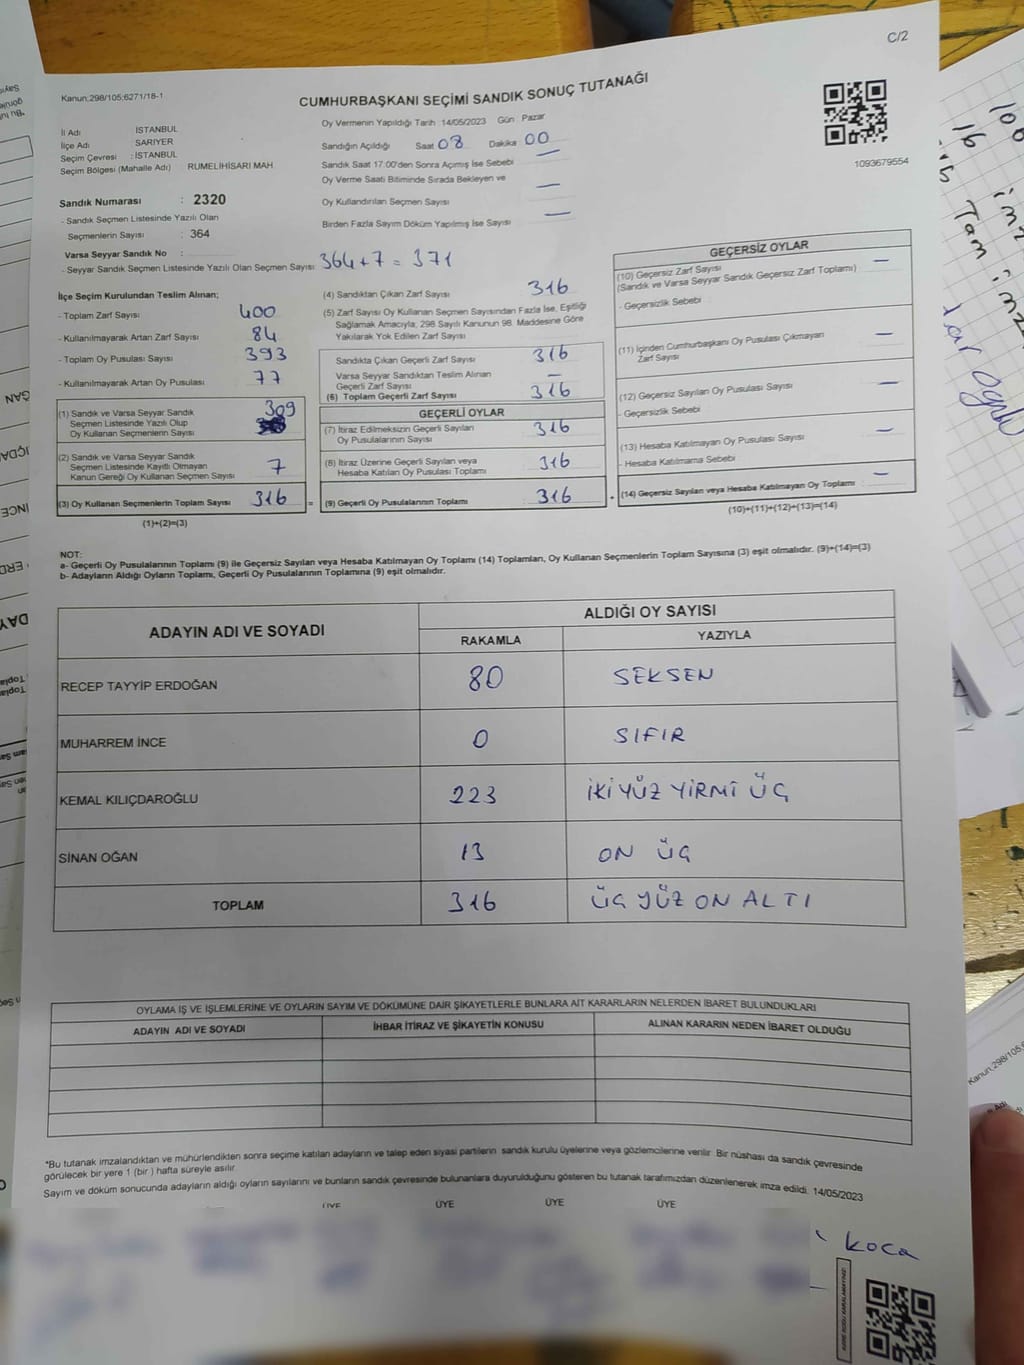 C/2
Kanun:298/105;6271/18-1
CUMHURBAŞKANI SEÇİMİ SANDIK SONUÇ TUTANAĞI
İl Adı İSTANBUL
İlçe Adı SARIYER
Seçim Çevresi : İSTANBUL
Seçim Bölgesi (Mahalle Adı) RUMELİHİSARI MAH.
Oy Vermenin Yapıldığı Tarih 14/05/2023 Gün Pazar
Sandığın Açıldığı Saat 08 Dakika 00
Sandık Saat 17:00'den Sonra Açımış İse Sebebi —
Oy Verme Saati Bitiminde Sırada Bekleyen ve
Oy Kullandırılan Seçmen Sayısı —
Birden Fazla Sayım Döküm Yapılmış İse Sayısı —
1093679554
Sandık Numarası : 2320
- Sandık Seçmen Listesinde Yazılı Olan
Seçmenlerin Sayısı : 364
Varsa Seyyar Sandık No :
- Seyyar Sandık Seçmen Listesinde Yazılı Olan Seçmen Sayısı 364+7 = 371
İlçe Seçim Kurulundan Teslim Alınan;
- Toplam Zarf Sayısı 400
- Kullanılmayarak Artan Zarf Sayısı 84
- Toplam Oy Pusulası Sayısı 393
- Kullanılmayarak Artan Oy Pusulası 77
(1) Sandık ve Varsa Seyyar Sandık 309
Seçmen Listesinde Yazılı Olup
Oy Kullanan Seçmenlerin Sayısı
(2) Sandık ve Varsa Seyyar Sandık
Seçmen Listesinde Kayıtlı Olmayan 7
Kanun Gereği Oy Kullanan Seçmen Sayısı
(3) Oy Kullanan Seçmenlerin Toplam Sayısı 316 =
(1)+(2)=(3)
(4) Sandıktan Çıkan Zarf Sayısı 316
(5) Zarf Sayısı Oy Kullanan Seçmen Sayısından Fazla İse, Eşitliği
Sağlamak Amacıyla; 298 Sayılı Kanunun 98. Maddesine Göre
Yakılarak Yok Edilen Zarf Sayısı
Sandıkta Çıkan Geçerli Zarf Sayısı 316
Varsa Seyyar Sandıktan Teslim Alınan
Geçerli Zarf Sayısı —
(6) Toplam Geçerli Zarf Sayısı 316
GEÇERLİ OYLAR
(7) İtiraz Edilmeksizin Geçerli Sayılan 316
Oy Pusulalarının Sayısı
(8) İtiraz Üzerine Geçerli Sayılan veya 316
Hesaba Katılan Oy Pusulası Toplamı
(9) Geçerli Oy Pusulalarının Toplamı 316 +
GEÇERSİZ OYLAR
(10) Geçersiz Zarf Sayısı —
(Sandık ve Varsa Seyyar Sandık Geçersiz Zarf Toplamı)
- Geçersizlik Sebebi
(11) İçinden Cumhurbaşkanı Oy Pusulası Çıkmayan —
Zarf Sayısı
(12) Geçersiz Sayılan Oy Pusulası Sayısı —
- Geçersizlik Sebebi
(13) Hesaba Katılmayan Oy Pusulası Sayısı —
- Hesaba Katılmama Sebebi
(14) Geçersiz Sayılan veya Hesaba Katılmayan Oy Toplamı —
(10)+(11)+(12)+(13)=(14)
NOT:
a- Geçerli Oy Pusulalarının Toplamı (9) ile Geçersiz Sayılan veya Hesaba Katılmayan Oy Toplamı (14) Toplamları, Oy Kullanan Seçmenlerin Toplam Sayısına (3) eşit olmalıdır. (9)+(14)=(3)
b- Adayların Aldığı Oyların Toplamı, Geçerli Oy Pusulalarının Toplamına (9) eşit olmalıdır.
ADAYIN ADI VE SOYADI ALDIĞI OY SAYISI
RAKAMLA YAZIYLA
RECEP TAYYİP ERDOĞAN 80 SEKSEN
MUHARREM İNCE 0 SIFIR
KEMAL KILIÇDAROĞLU 223 İKİ YÜZ YİRMİ ÜÇ
SİNAN OĞAN 13 ON ÜÇ
TOPLAM 316 ÜÇ YÜZ ON ALTI
OYLAMA İŞ VE İŞLEMLERİNE VE OYLARIN SAYIM VE DÖKÜMÜNE DAİR ŞİKAYETLERLE BUNLARA AİT KARARLARIN NELERDEN İBARET BULUNDUKLARI
ADAYIN ADI VE SOYADI İHBAR İTİRAZ VE ŞİKAYETİN KONUSU ALINAN KARARIN NEDEN İBARET OLDUĞU
*Bu tutanak imzalandıktan ve mühürlendikten sonra seçime katılan adayların ve talep eden siyasi partilerin sandık kurulu üyelerine veya gözlemcilerine verilir. Bir nüshası da sandık çevresinde
görülecek bir yere 1 (bir ) hafta süreyle asılır.
Sayım ve döküm sonucunda adayların aldığı oyların sayılarını ve bunların sandık çevresinde bulunanlara duyurulduğunu gösteren bu tutanak tarafımızdan düzenlenerek imza edildi. 14/05/2023
ÜYE ÜYE ÜYE ÜYE
Koca